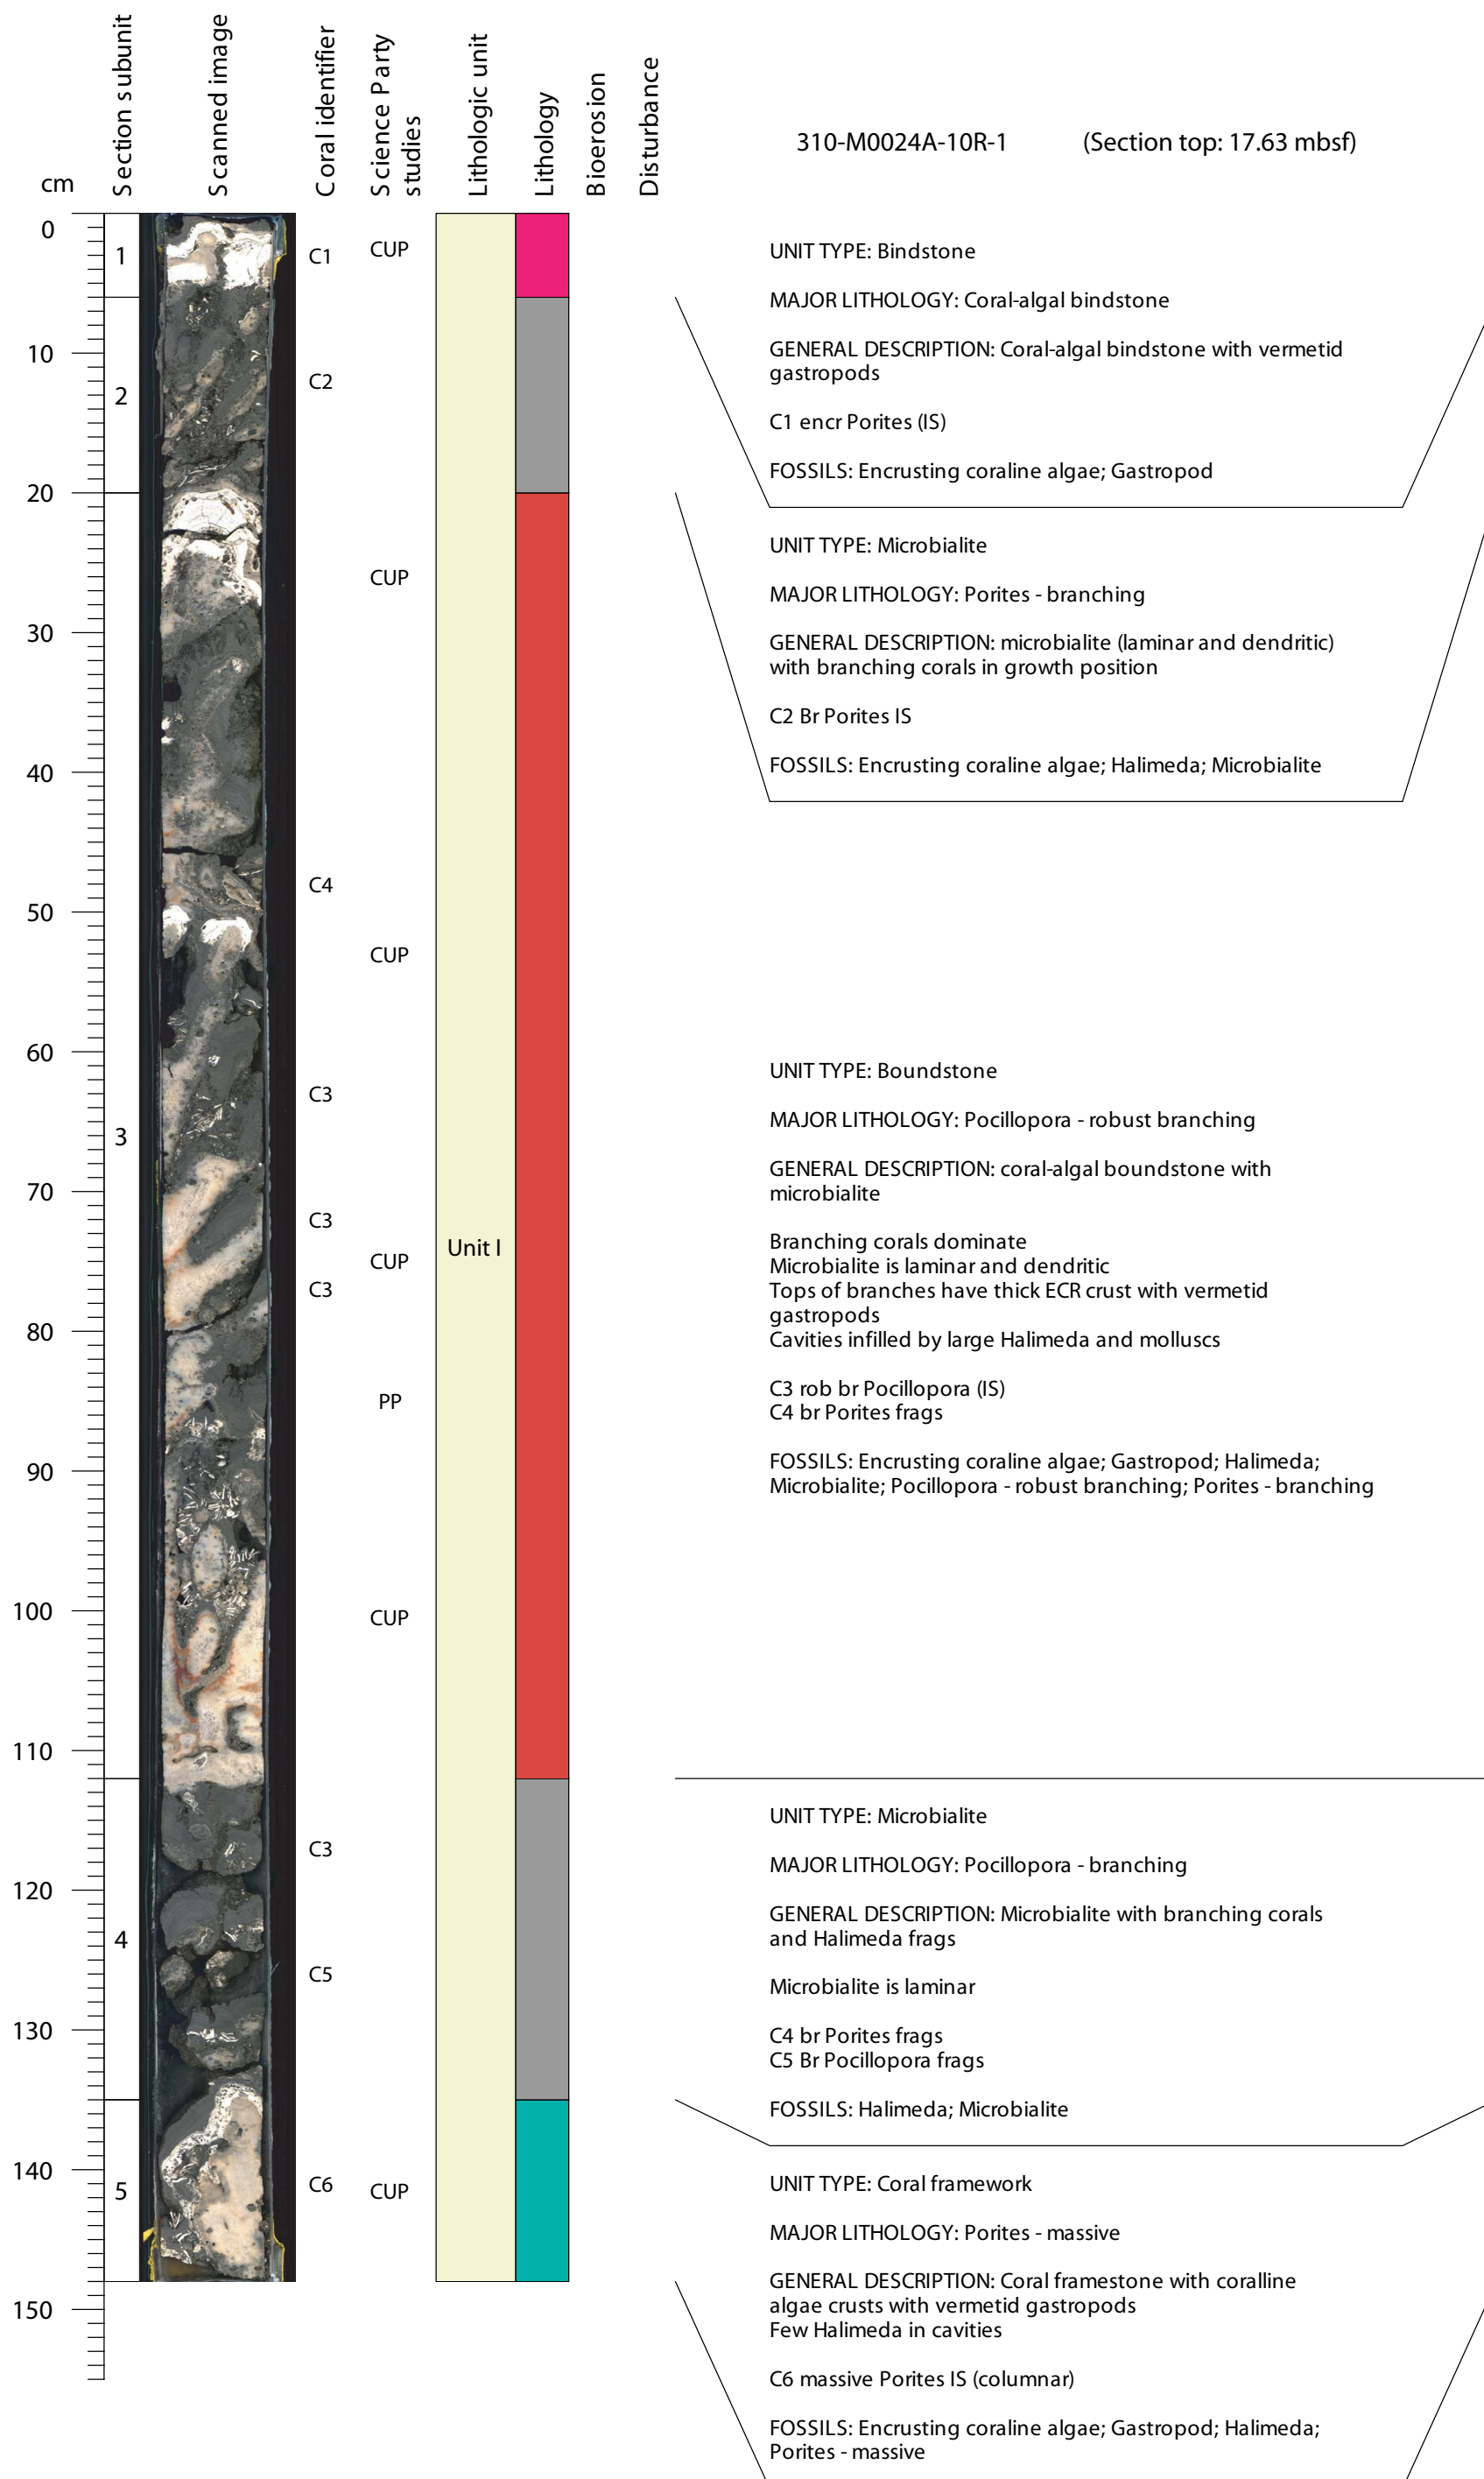 Section subunit
Scanned image
Coral identifier
Science Party
studies
Lithologic unit
Lithology
Bioerosion
Disturbance
310-M0024A-10R-1 (Section top: 17.63 mbsf)
cm
0
10
20
30
40
50
60
70
80
90
100
110
120
130
140
150
1
2
3
4
5
C1
C2
C4
C3
C3
C3
C3
C5
C6
CUP
CUP
CUP
CUP
PP
CUP
CUP
Unit I
UNIT TYPE: Bindstone
MAJOR LITHOLOGY: Coral-algal bindstone
GENERAL DESCRIPTION: Coral-algal bindstone with vermetid
gastropods
C1 encr Porites (IS)
FOSSILS: Encrusting coraline algae; Gastropod
UNIT TYPE: Microbialite
MAJOR LITHOLOGY: Porites - branching
GENERAL DESCRIPTION: microbialite (laminar and dendritic)
with branching corals in growth position
C2 Br Porites IS
FOSSILS: Encrusting coraline algae; Halimeda; Microbialite
UNIT TYPE: Boundstone
MAJOR LITHOLOGY: Pocillopora - robust branching
GENERAL DESCRIPTION: coral-algal boundstone with
microbialite
Branching corals dominate
Microbialite is laminar and dendritic
Tops of branches have thick ECR crust with vermetid
gastropods
Cavities infilled by large Halimeda and molluscs
C3 rob br Pocillopora (IS)
C4 br Porites frags
FOSSILS: Encrusting coraline algae; Gastropod; Halimeda;
Microbialite; Pocillopora - robust branching; Porites - branching
UNIT TYPE: Microbialite
MAJOR LITHOLOGY: Pocillopora - branching
GENERAL DESCRIPTION: Microbialite with branching corals
and Halimeda frags
Microbialite is laminar
C4 br Porites frags
C5 Br Pocillopora frags
FOSSILS: Halimeda; Microbialite
UNIT TYPE: Coral framework
MAJOR LITHOLOGY: Porites - massive
GENERAL DESCRIPTION: Coral framestone with coralline
algae crusts with vermetid gastropods
Few Halimeda in cavities
C6 massive Porites IS (columnar)
FOSSILS: Encrusting coraline algae; Gastropod; Halimeda;
Porites - massive